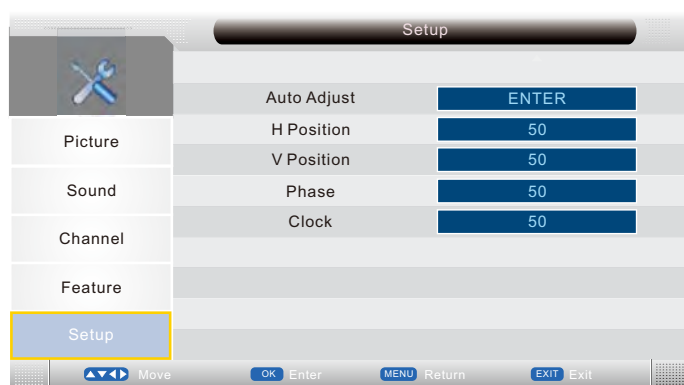 Setup
Auto Adjust ENTER
H Position 50
V Position 50
Phase 50
Clock 50
Picture
Sound
Channel
Feature
Setup
Move OK Enter MENU Return EXIT Exit